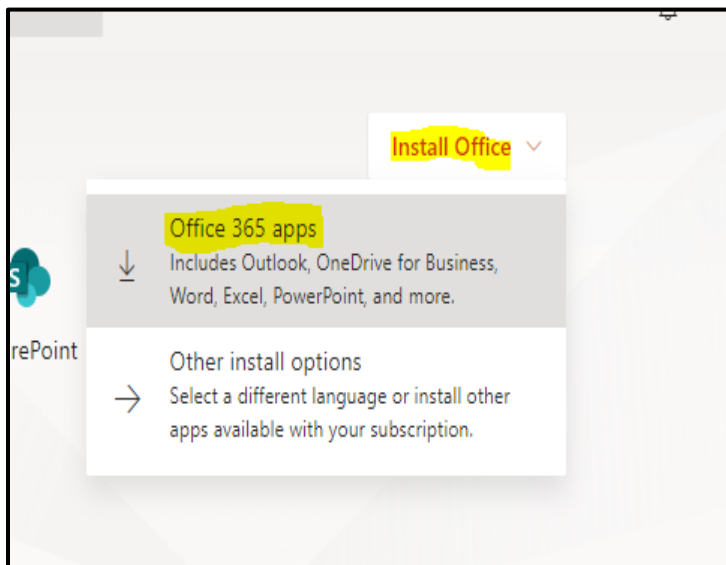 Install Office
Office 365 apps
Includes Outlook, OneDrive for Business,
Word, Excel, PowerPoint, and more.
S
rePoint
Other install options
Select a different language or install other
apps available with your subscription.